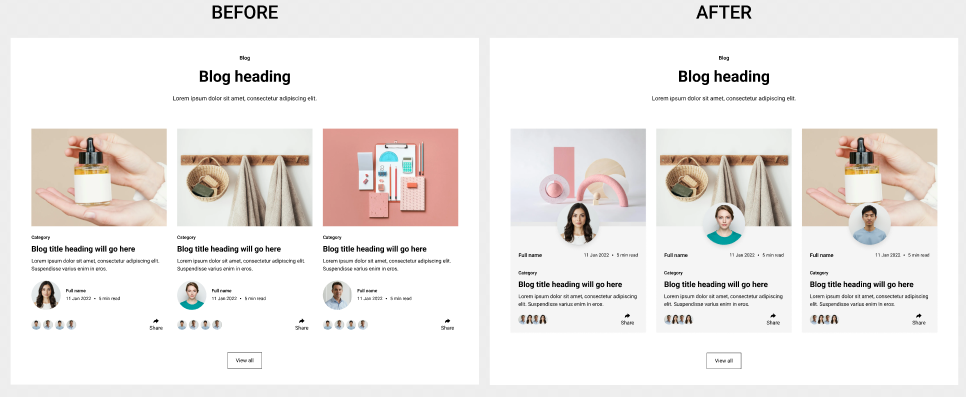 BEFORE
AFTER
Blog
Blog heading
Lorem ipsum dolor sit amet, consectetur adipiscing elit.
Category
Blog title heading will go here
Lorem ipsum dolor sit amet, consectetur adipiscing elit.
Suspendisse varius enim in eros.
Full name
11 Jan 2022 • 5 min read
Share
Category
Blog title heading will go here
Lorem ipsum dolor sit amet, consectetur adipiscing elit.
Suspendisse varius enim in eros.
Full name
11 Jan 2022 • 5 min read
Share
Category
Blog title heading will go here
Lorem ipsum dolor sit amet, consectetur adipiscing elit.
Suspendisse varius enim in eros.
Full name
11 Jan 2022 • 5 min read
Share
View all
Blog
Blog heading
Lorem ipsum dolor sit amet, consectetur adipiscing elit.
Full name 11 Jan 2022 • 5 min read
Category
Blog title heading will go here
Lorem ipsum dolor sit amet, consectetur adipiscing
elit. Suspendisse varius enim in eros.
Share
Full name 11 Jan 2022 • 5 min read
Category
Blog title heading will go here
Lorem ipsum dolor sit amet, consectetur adipiscing
elit. Suspendisse varius enim in eros.
Share
Full name 11 Jan 2022 • 5 min read
Category
Blog title heading will go here
Lorem ipsum dolor sit amet, consectetur adipiscing
elit. Suspendisse varius enim in eros.
Share
View all